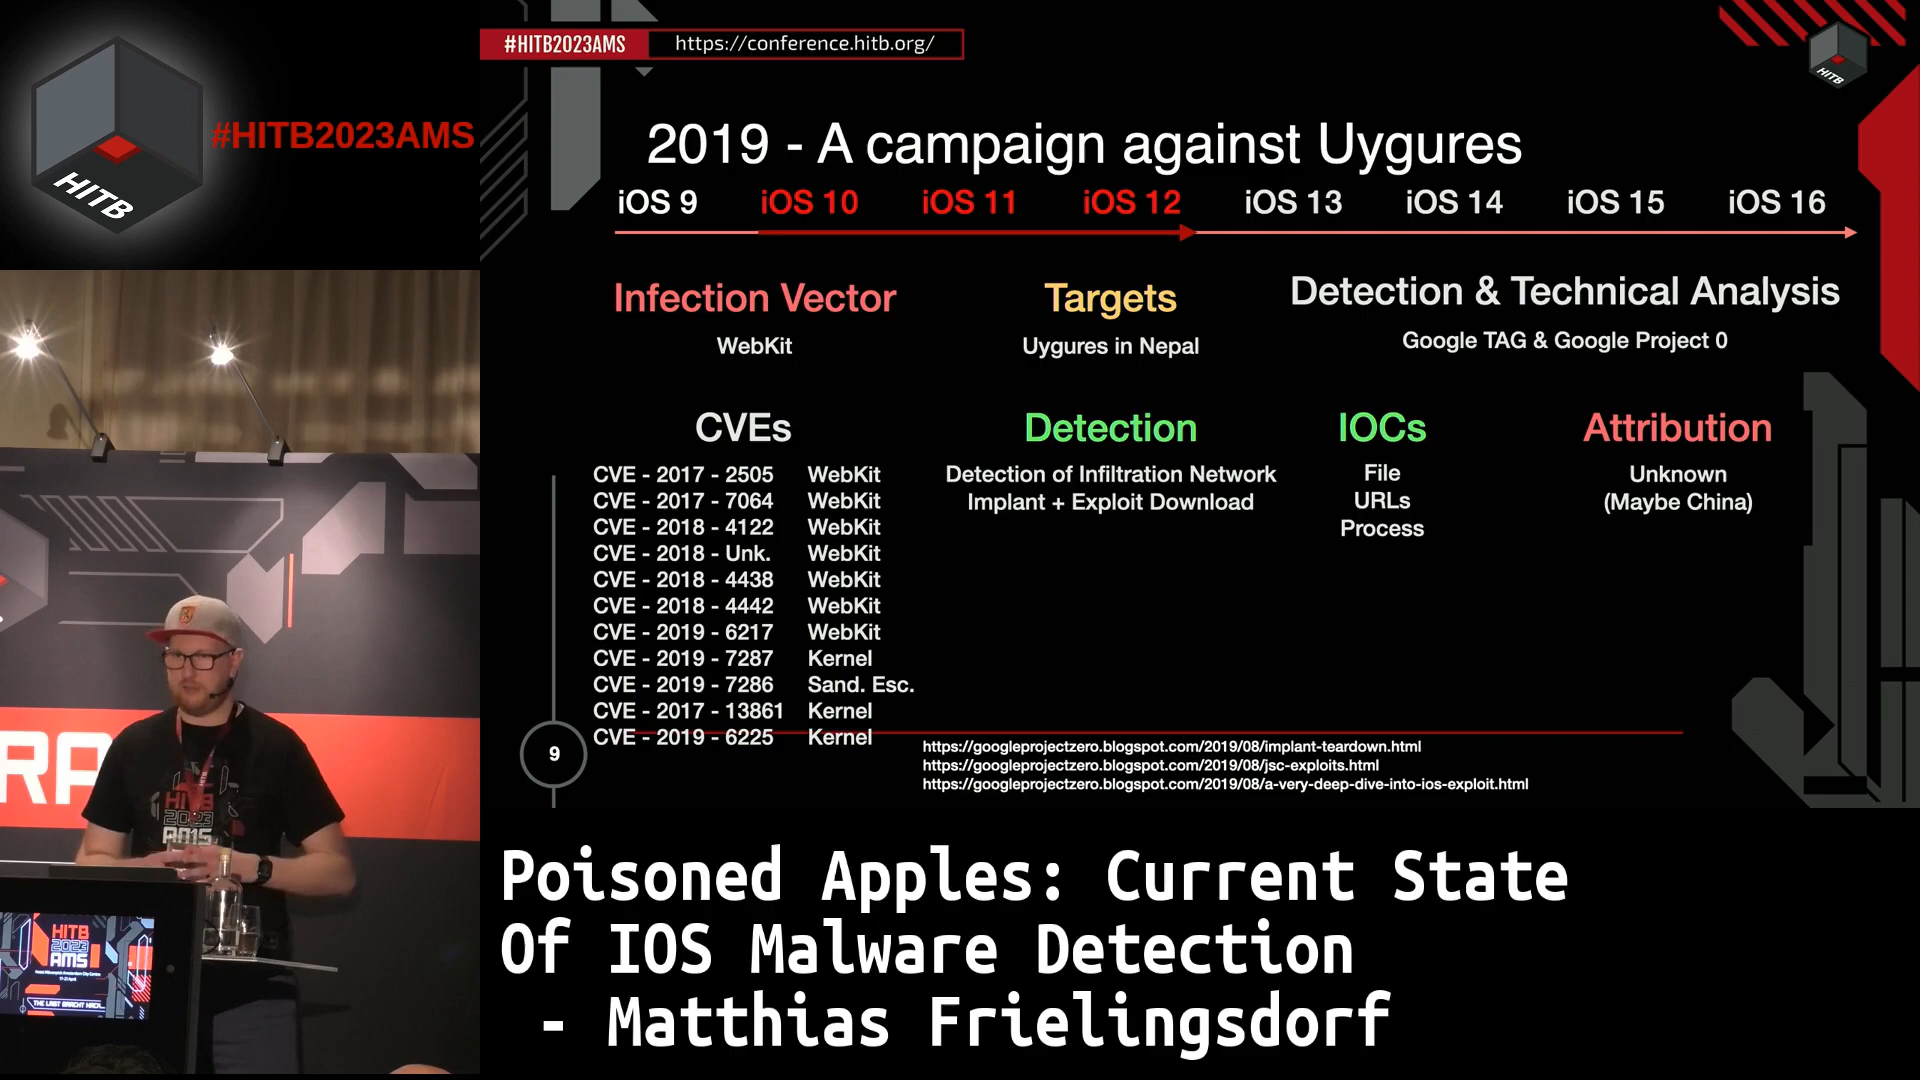 HITB
#HITB2023AMS
#HITB2023AMS
https://conference.hitb.org/
HITB
2019 - A campaign against Uygures
iOS 9 iOS 10 iOS 11 iOS 12 iOS 13 iOS 14 iOS 15 iOS 16
Infection Vector
WebKit
Targets
Uygures in Nepal
Detection & Technical Analysis
Google TAG & Google Project 0
CVEs
CVE - 2017 - 2505 WebKit
CVE - 2017 - 7064 WebKit
CVE - 2018 - 4122 WebKit
CVE - 2018 - Unk. WebKit
CVE - 2018 - 4438 WebKit
CVE - 2018 - 4442 WebKit
CVE - 2019 - 6217 WebKit
CVE - 2019 - 7287 Kernel
CVE - 2019 - 7286 Sand. Esc.
CVE - 2017 - 13861 Kernel
CVE - 2019 - 6225 Kernel
Detection
Detection of Infiltration Network
Implant + Exploit Download
IOCs
File
URLs
Process
Attribution
Unknown
(Maybe China)
9
https://googleprojectzero.blogspot.com/2019/08/implant-teardown.html
https://googleprojectzero.blogspot.com/2019/08/jsc-exploits.html
https://googleprojectzero.blogspot.com/2019/08/a-very-deep-dive-into-ios-exploit.html
RA
HITB
2023
AMS
HITB
2023
AMS
Poisoned Apples: Current State
Of IOS Malware Detection
- Matthias Frielingsdorf